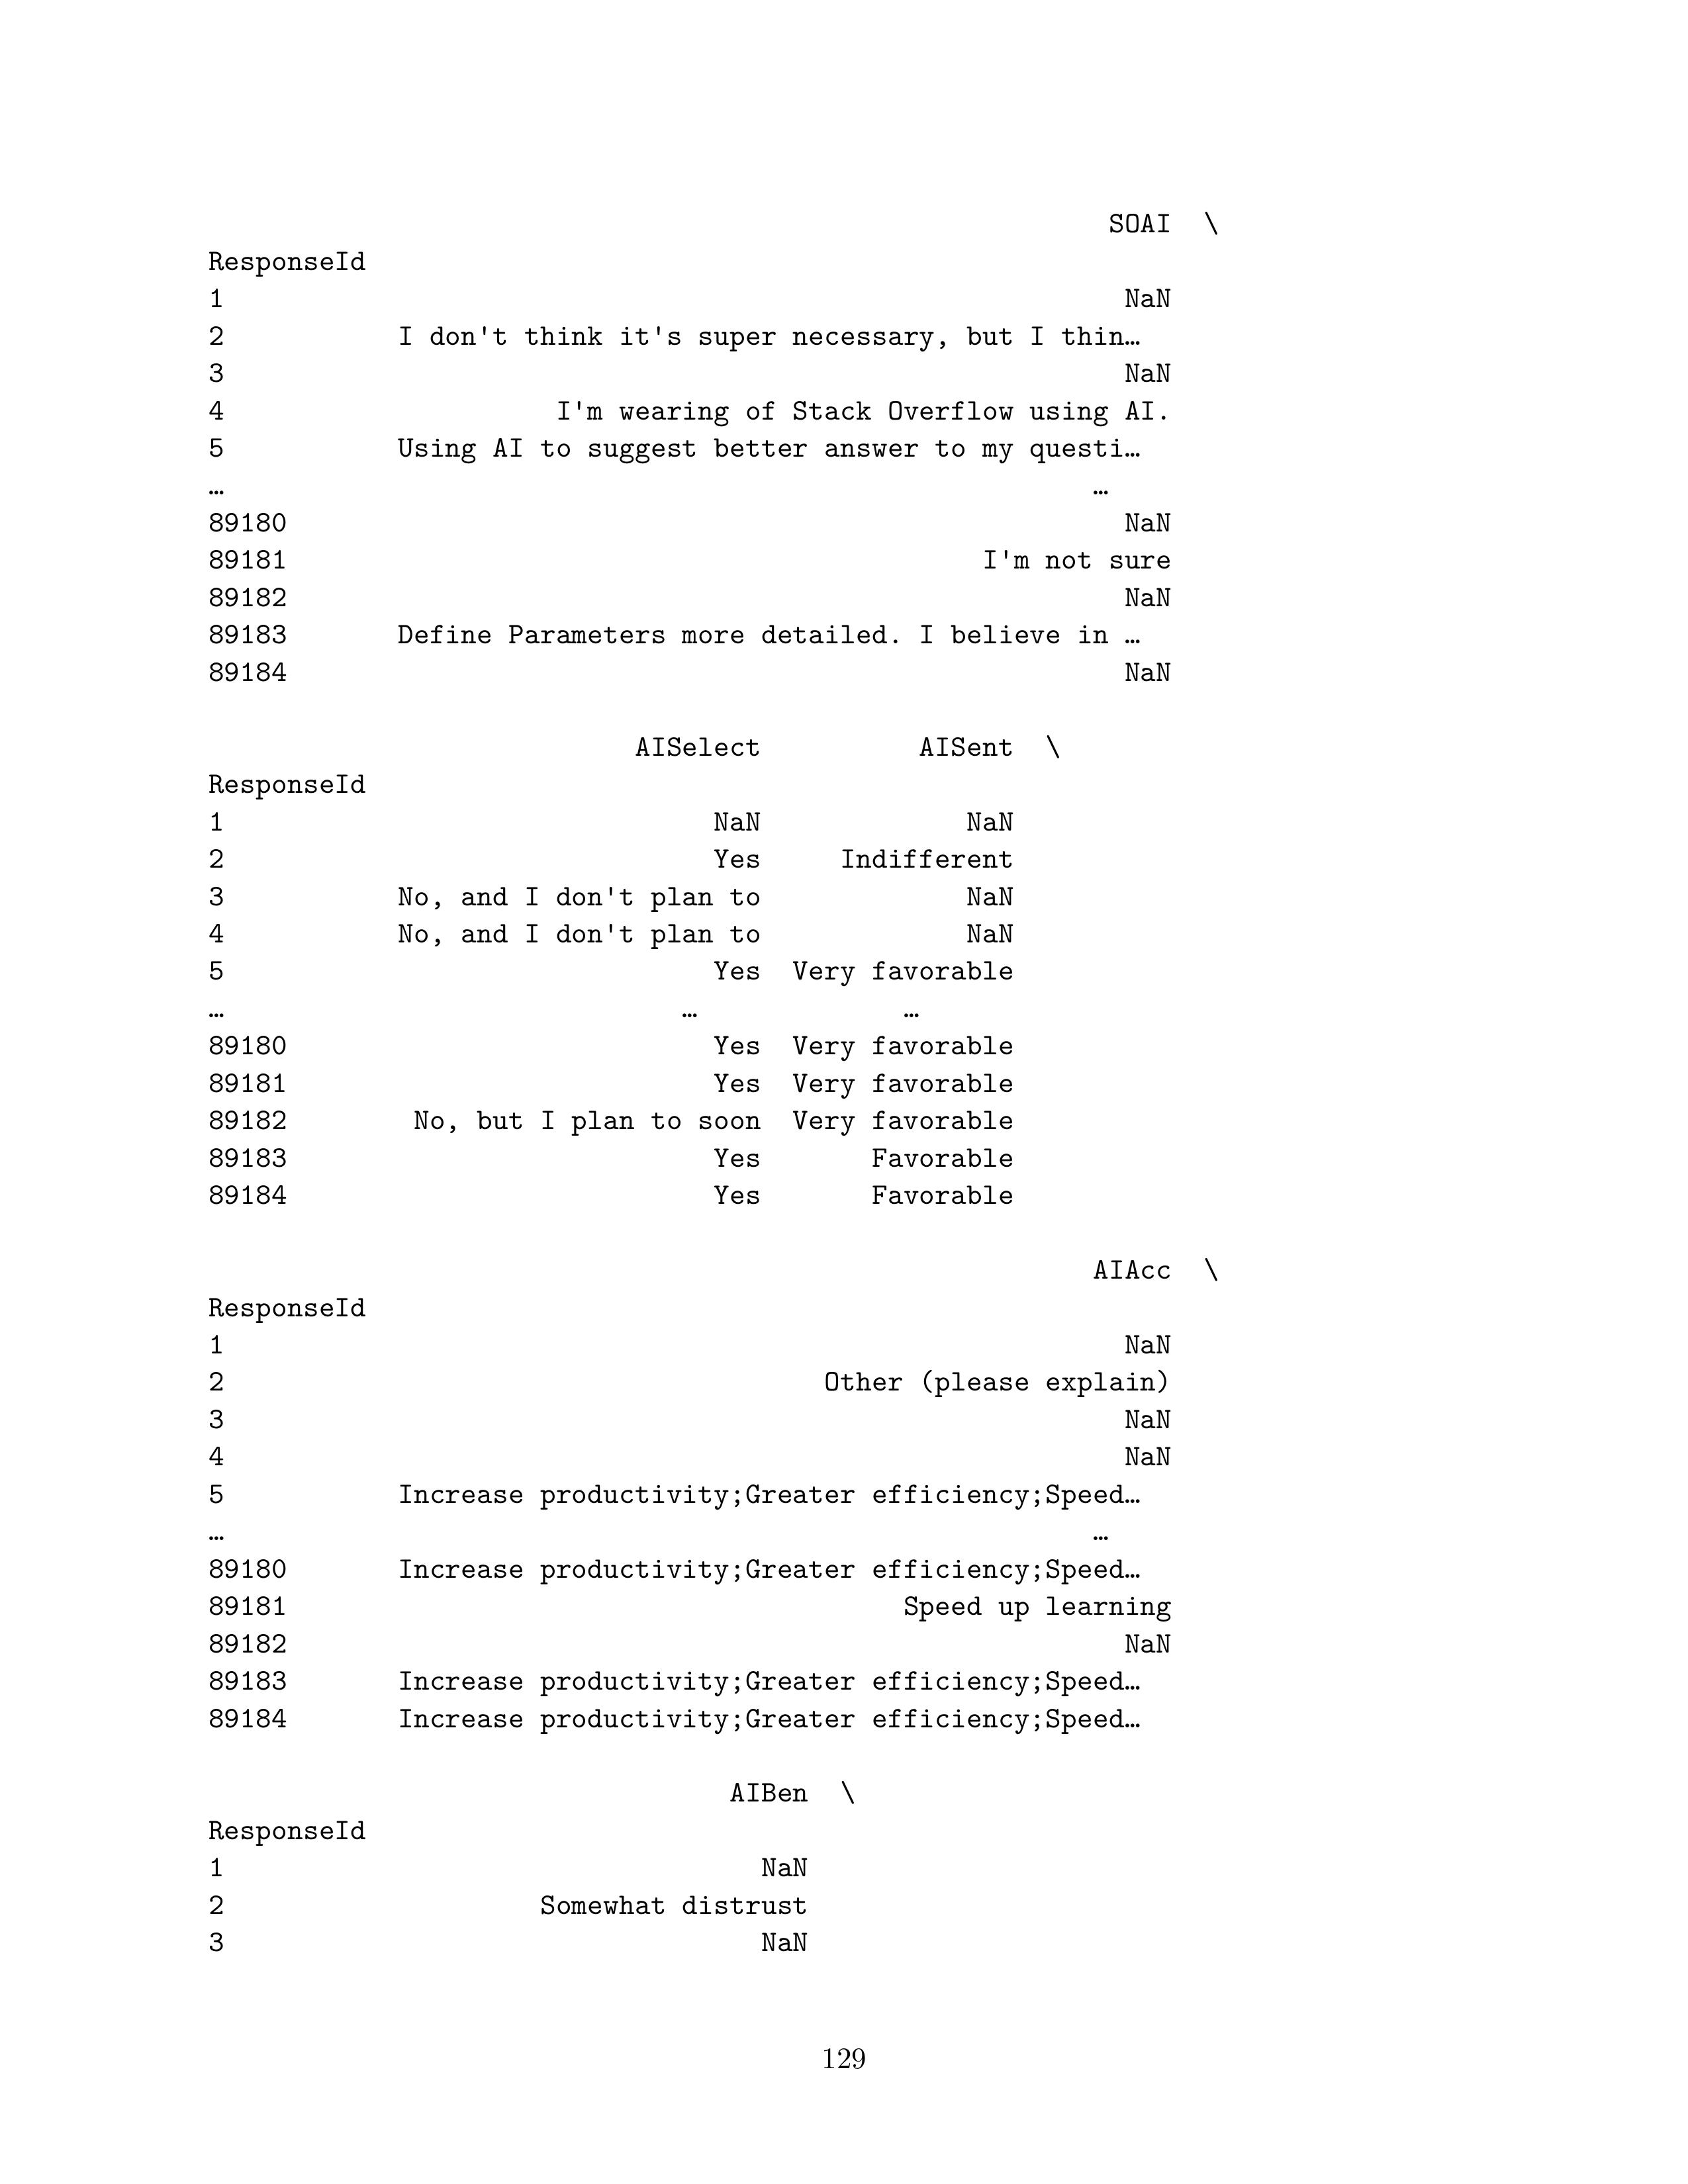 SOAI \
ResponseId
1 NaN
2 I don't think it's super necessary, but I thin…
3 NaN
4 I'm wearing of Stack Overflow using AI.
5 Using AI to suggest better answer to my questi…
… …
89180 NaN
89181 I'm not sure
89182 NaN
89183 Define Parameters more detailed. I believe in …
89184 NaN
AISelect AISent \
ResponseId
1 NaN NaN
2 Yes Indifferent
3 No, and I don't plan to NaN
4 No, and I don't plan to NaN
5 Yes Very favorable
… … …
89180 Yes Very favorable
89181 Yes Very favorable
89182 No, but I plan to soon Very favorable
89183 Yes Favorable
89184 Yes Favorable
AIAcc \
ResponseId
1 NaN
2 Other (please explain)
3 NaN
4 NaN
5 Increase productivity;Greater efficiency;Speed…
… …
89180 Increase productivity;Greater efficiency;Speed…
89181 Speed up learning
89182 NaN
89183 Increase productivity;Greater efficiency;Speed…
89184 Increase productivity;Greater efficiency;Speed…
AIBen \
ResponseId
1 NaN
2 Somewhat distrust
3 NaN
129